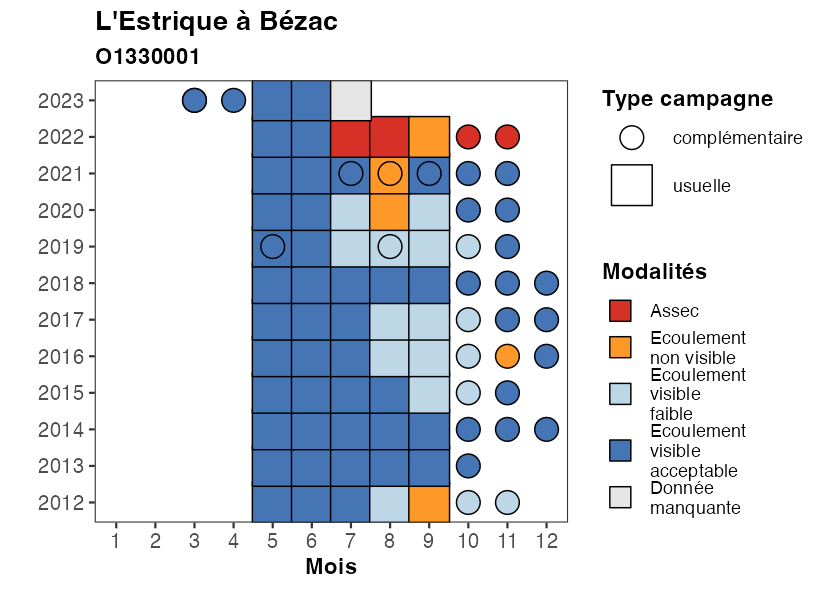 L'Estrique à Bézac
O1330001
2023
2022
2021
2020
2019
2018
2017
2016
2015
2014
2013
2012
1 2 3 4 5 6 7 8 9 10 11 12
Mois
Type campagne
complémentaire
usuelle
Modalités
Assec
Ecoulement
non visible
Ecoulement
visible
faible
Ecoulement
visible
acceptable
Donnée
manquante